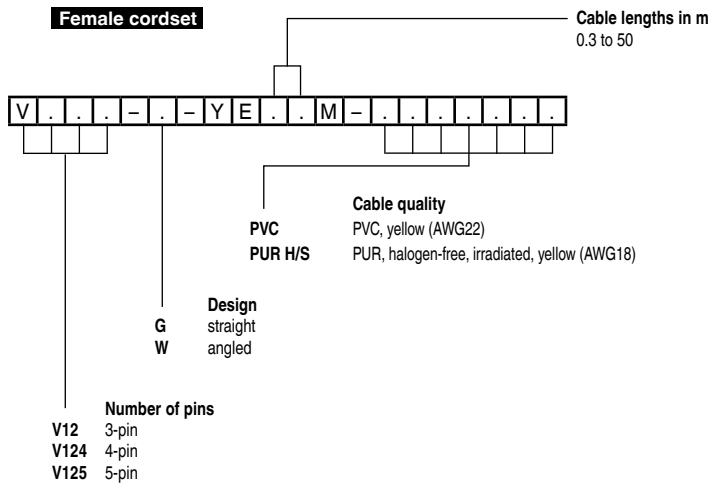 Female cordset
Cable lengths in m
0.3 to 50
V . . . – . – Y E . . M – . . . . . . .
Cable quality
PVC PVC, yellow (AWG22)
PUR H/S PUR, halogen-free, irradiated, yellow (AWG18)
Design
G straight
W angled
Number of pins
V12 3-pin
V124 4-pin
V125 5-pin